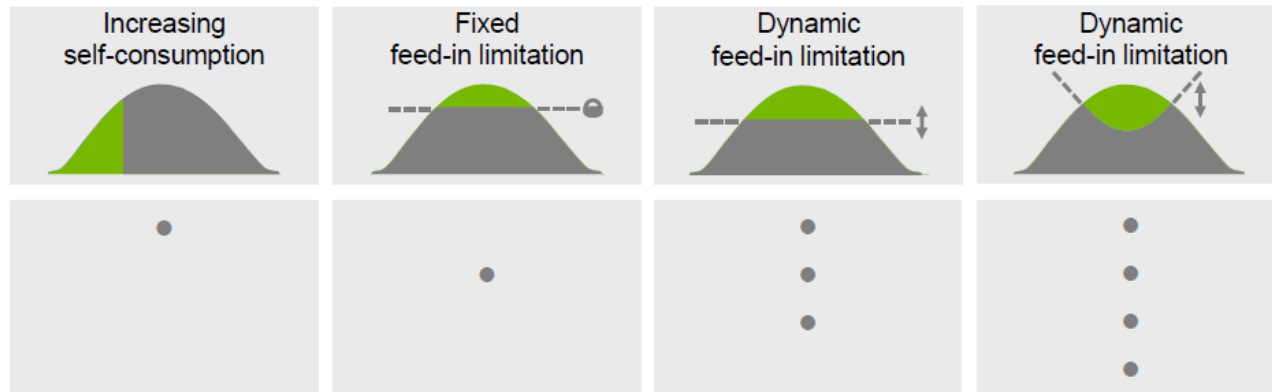 Increasing
self-consumption
Fixed
feed-in limitation
Dynamic
feed-in limitation
Dynamic
feed-in limitation